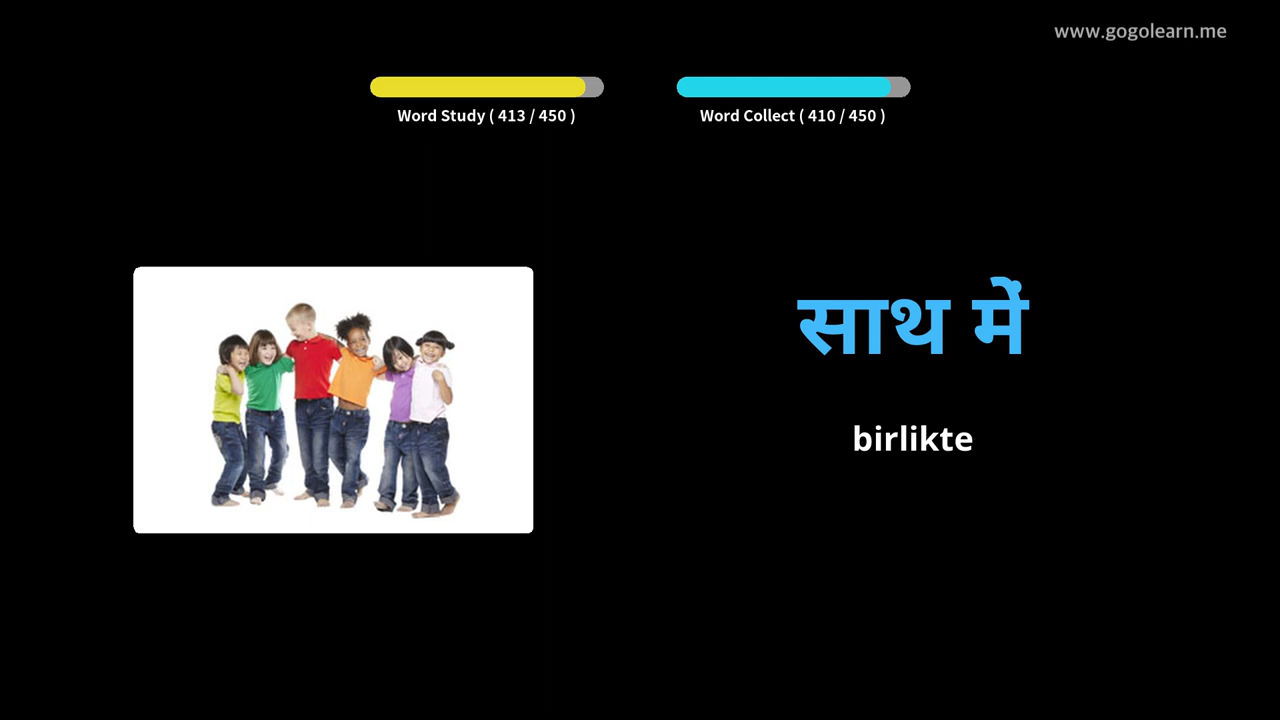 www.gogolearn.me
Word Study ( 413 / 450 )
Word Collect ( 410 / 450 )
साथ में
birlikte